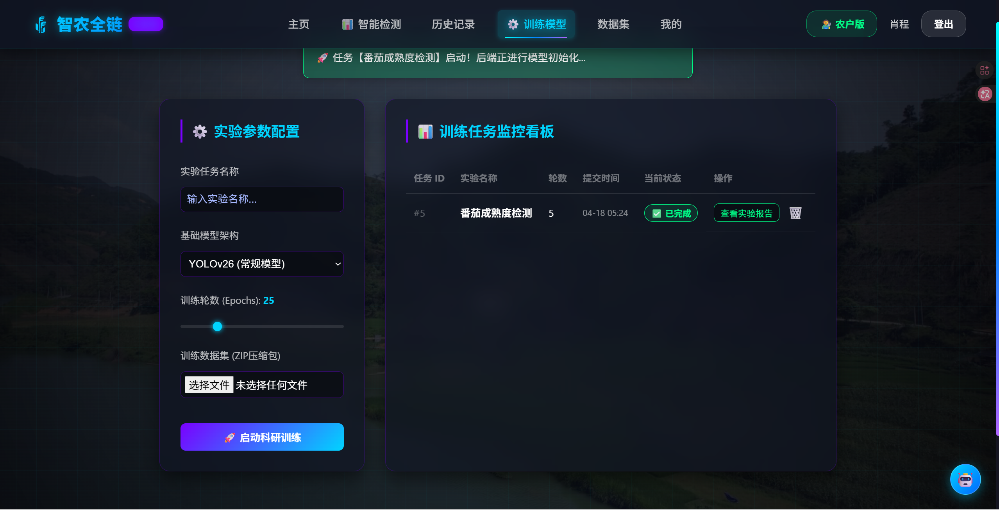 智农全链
主页
智能检测
历史记录
训练模型
数据集
我的
农户版
肖程
登出
任务【番茄成熟度检测】启动！后端正进行模型初始化...
实验参数配置
实验任务名称
输入实验名称...
基础模型架构
YOLOv26 (常规模型)
训练轮数 (Epochs): 25
训练数据集 (ZIP压缩包)
选择文件 未选择任何文件
启动科研训练
训练任务监控看板
任务 ID 实验名称 轮数 提交时间 当前状态 操作
#5 番茄成熟度检测 5 04-18 05:24 已完成 查看实验报告